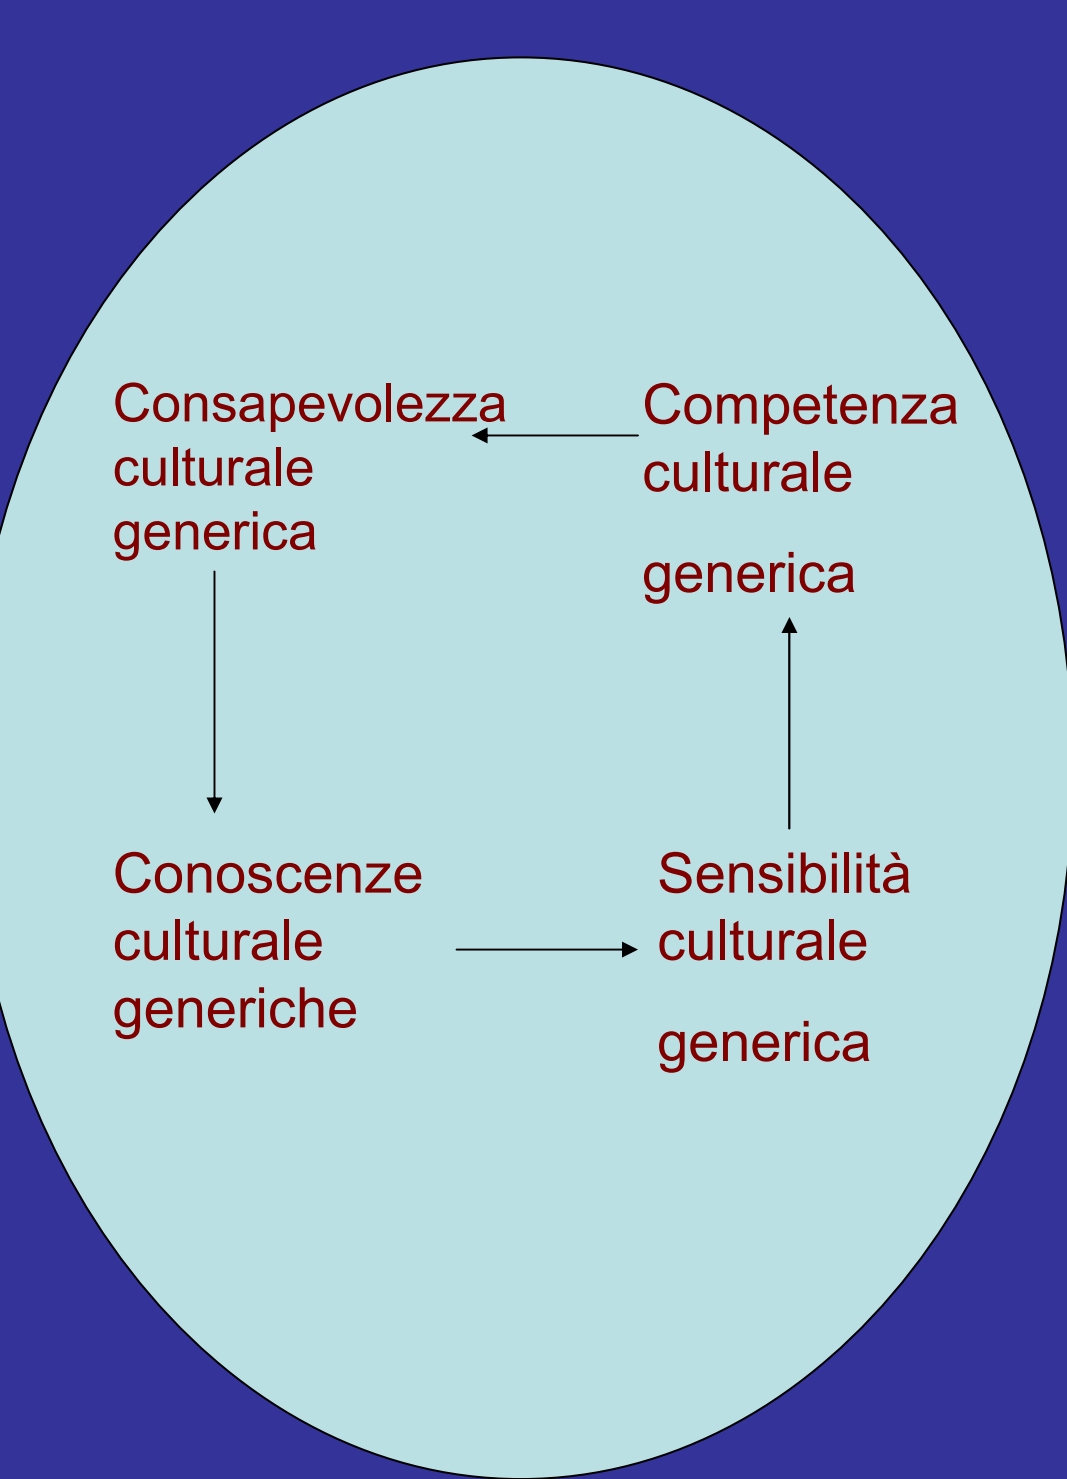 Consapevolezza
culturale
generica
Competenza
culturale
generica
Conoscenze
culturale
generiche
Sensibilità
culturale
generica